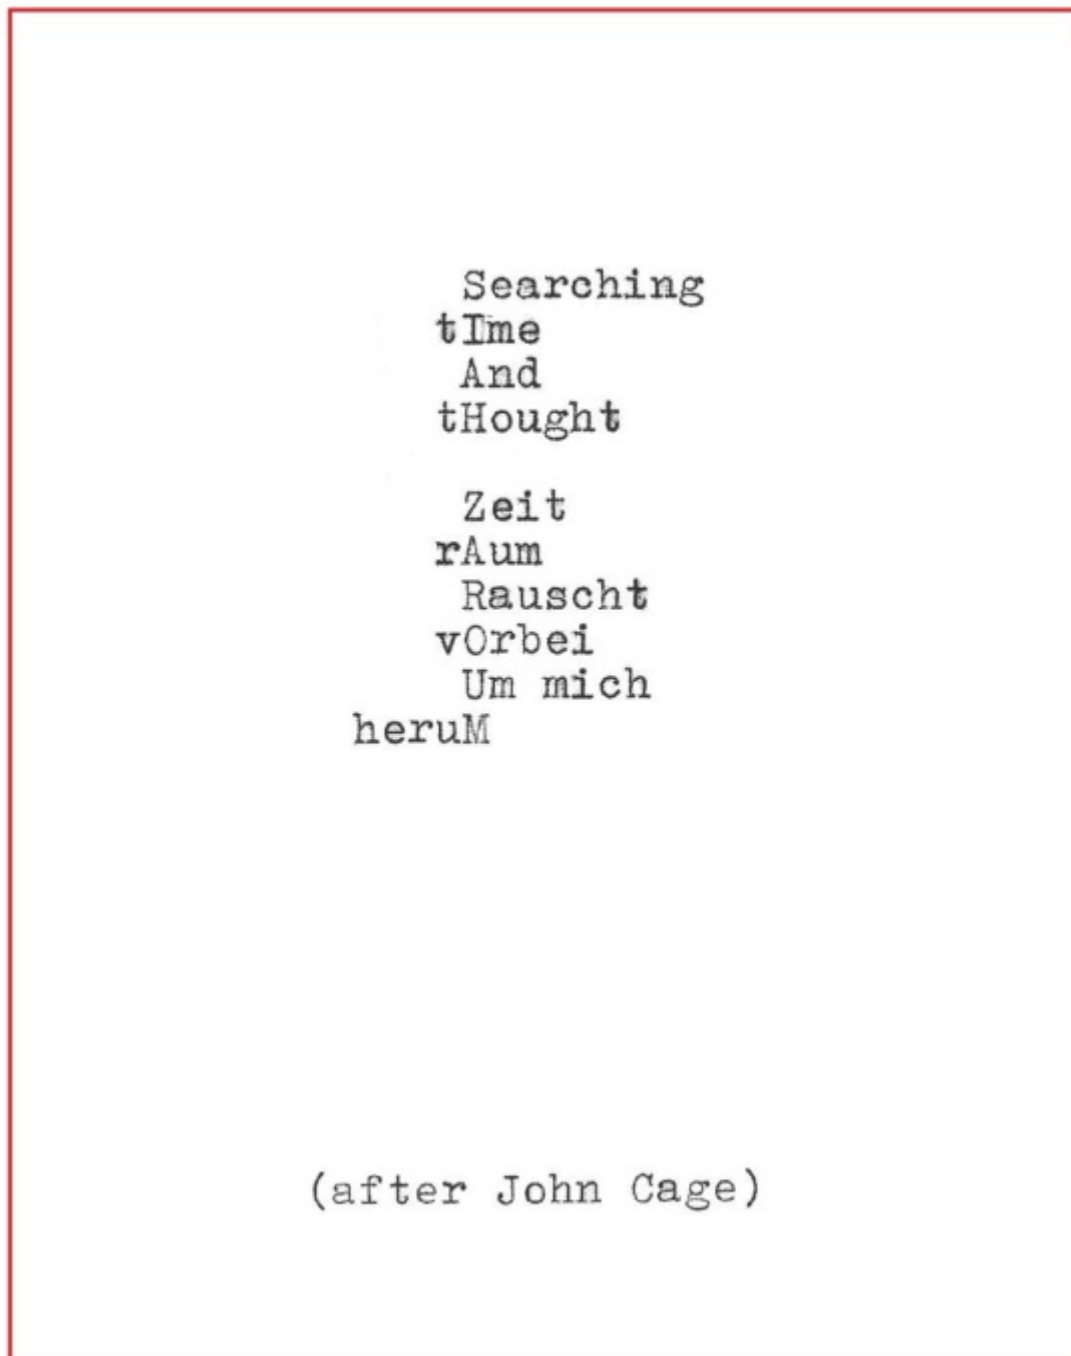 Searching
tIme
And
tHought
Zeit
rAum
Rauscht
vOrbei
Um mich
heruM
(after John Cage)